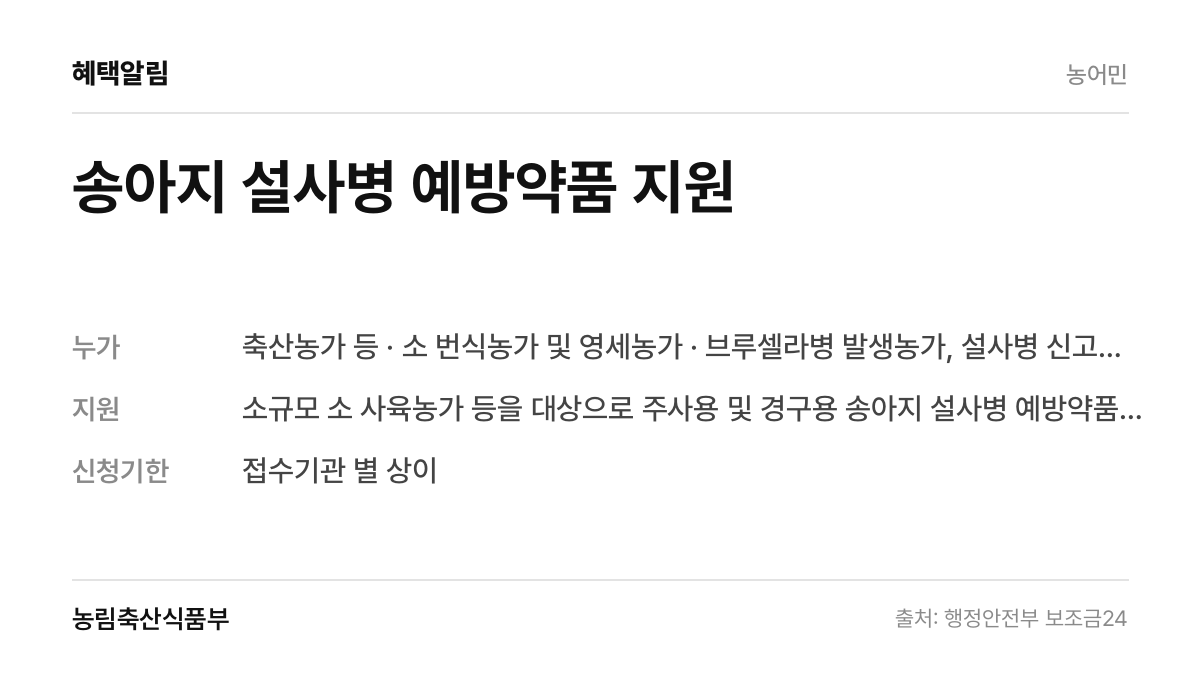 혜택알림
농어민
송아지 설사병 예방약품 지원
누가 축산농가 등 · 소 번식농가 및 영세농가 · 브루셀라병 발생농가, 설사병 신고...
지원 소규모 소 사육농가 등을 대상으로 주사용 및 경구용 송아지 설사병 예방약품...
신청기한 접수기관 별 상이
농림축산식품부
출처: 행정안전부 보조금24